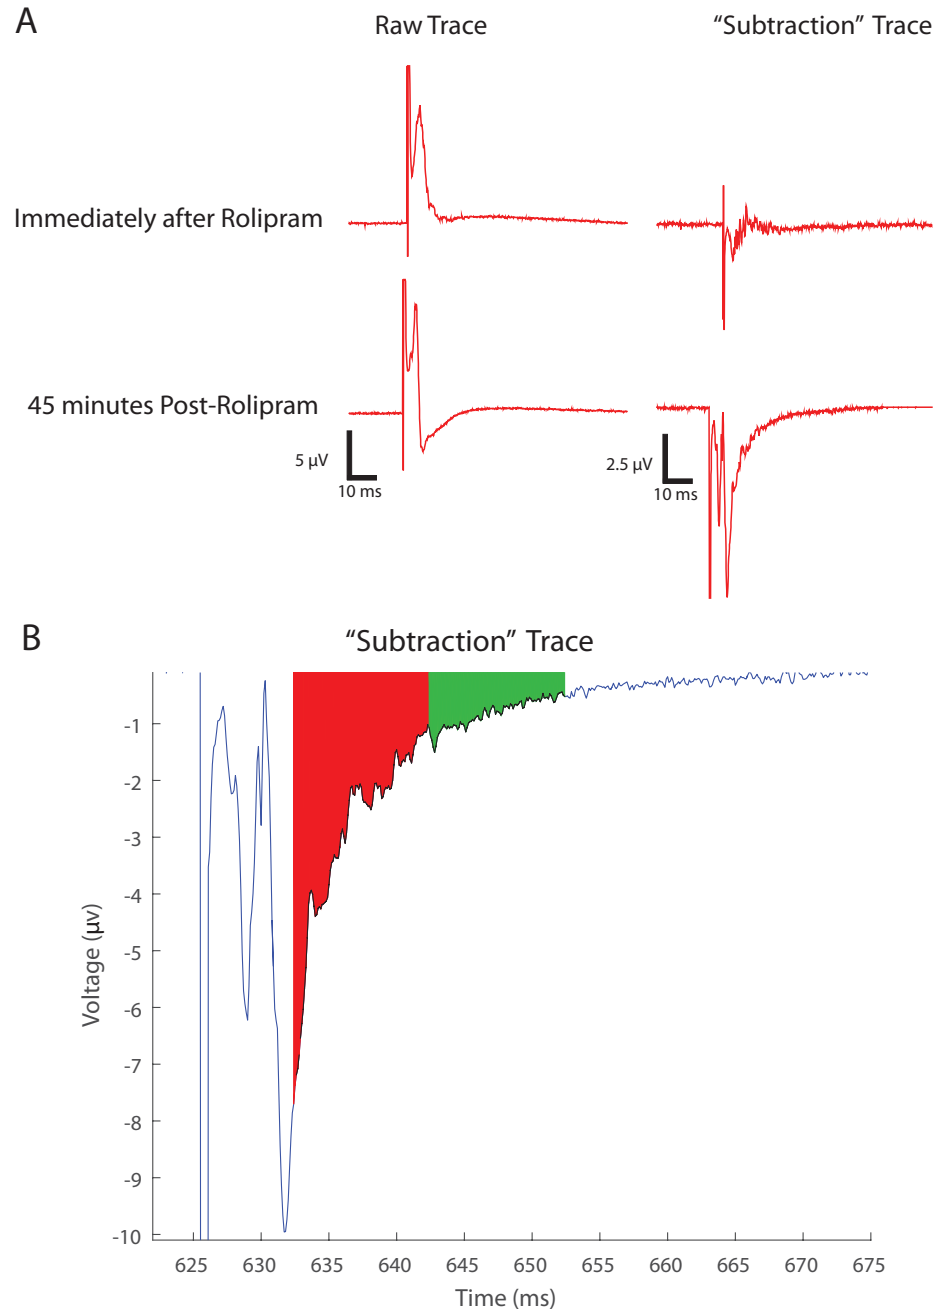 A
Raw Trace
“Subtraction” Trace
Immediately after Rolipram
45 minutes Post-Rolipram
5 μV
10 ms
2.5 μV
10 ms
B
“Subtraction” Trace
-1
-2
-3
-4
-5
-6
-7
-8
-9
-10
Voltage (μv)
625 630 635 640 645 650 655 660 665 670 675
Time (ms)